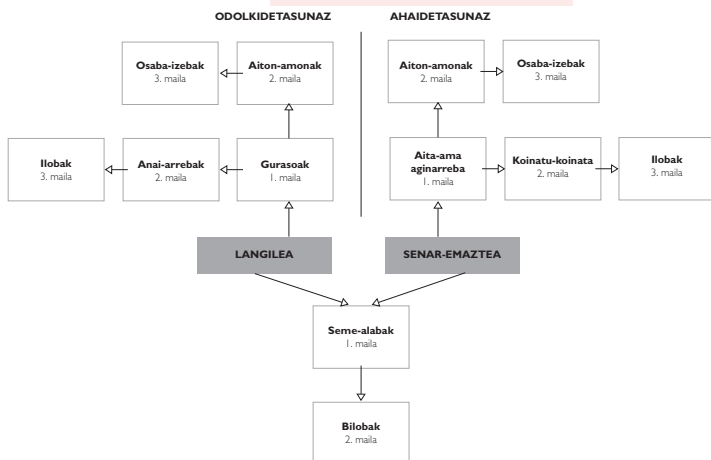 ODOLKIDETASUNAZ
AHAIDETASUNAZ
Osaba-izebak
3. maila
Aiton-amonak
2. maila
Aiton-amonak
2. maila
Osaba-izebak
3. maila
Ilobak
3. maila
Anai-arrebak
2. maila
Gurasoak
1. maila
Aita-ama
aginarreba
1. maila
Koinatu-koinata
2. maila
Ilobak
3. maila
LANGILEA
SENAR-EMAZTEA
Seme-alabak
1. maila
Bilobak
2. maila